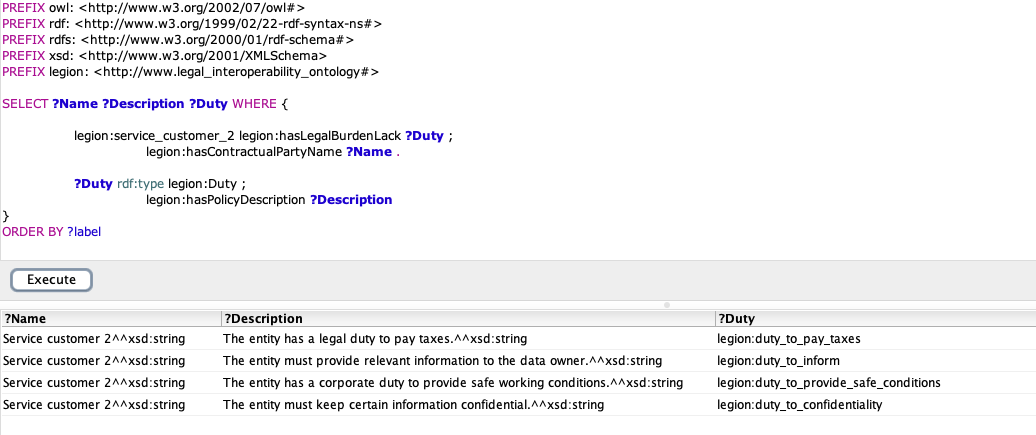 PREFIX owl: <http://www.w3.org/2002/07/owl#>
PREFIX rdf: <http://www.w3.org/1999/02/22-rdf-syntax-ns#>
PREFIX rdfs: <http://www.w3.org/2000/01/rdf-schema#>
PREFIX xsd: <http://www.w3.org/2001/XMLSchema>
PREFIX legion: <http://www.legal_interoperability_ontology#>
SELECT ?Name ?Description ?Duty WHERE {
legion:service_customer_2 legion:hasLegalBurdenLack ?Duty ;
legion:hasContractualPartyName ?Name .
?Duty rdf:type legion:Duty ;
legion:hasPolicyDescription ?Description
}
ORDER BY ?label
Execute
?Name ?Description ?Duty
Service customer 2^^xsd:string The entity has a legal duty to pay taxes.^^xsd:string legion:duty_to_pay_taxes
Service customer 2^^xsd:string The entity must provide relevant information to the data owner.^^xsd:string legion:duty_to_inform
Service customer 2^^xsd:string The entity has a corporate duty to provide safe working conditions.^^xsd:string legion:duty_to_provide_safe_conditions
Service customer 2^^xsd:string The entity must keep certain information confidential.^^xsd:string legion:duty_to_confidentiality